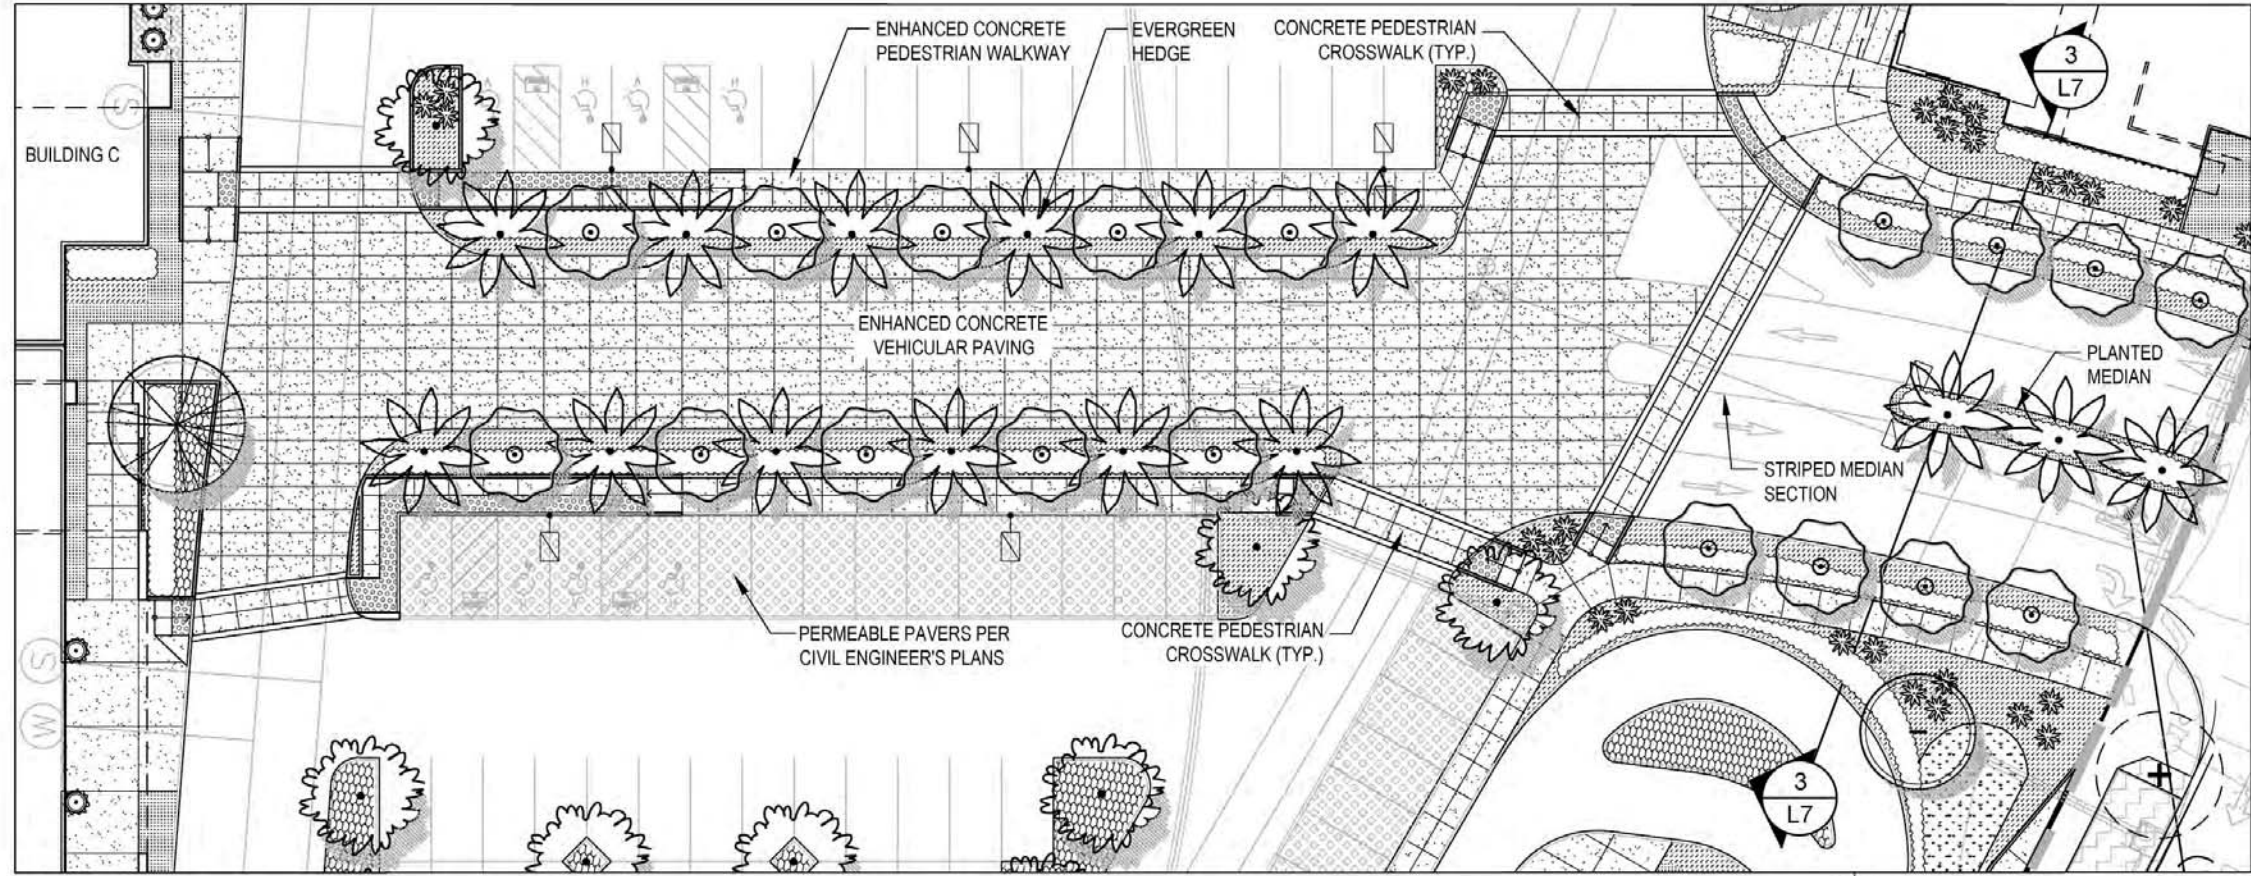 ENHANCED CONCRETE
PEDESTRIAN WALKWAY
EVERGREEN
HEDGE
CONCRETE PEDESTRIAN
CROSSWALK (TYP.)
3
L7
A
H
A
H
S
BUILDING C
ENHANCED CONCRETE
VEHICULAR PAVING
PLANTED
MEDIAN
STRIPED MEDIAN
SECTION
PERMEABLE PAVERS PER
CIVIL ENGINEER'S PLANS
CONCRETE PEDESTRIAN
CROSSWALK (TYP.)
S
W
3
L7